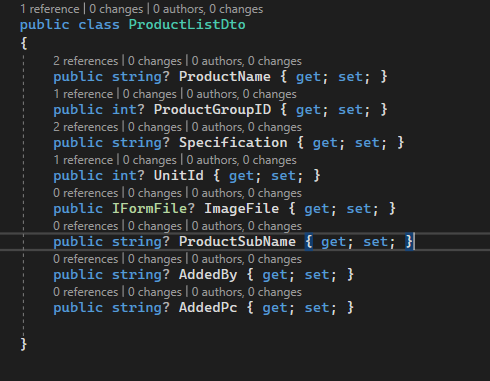 1 reference | 0 changes | 0 authors, 0 changes
public class ProductListDto
{
2 references | 0 changes | 0 authors, 0 changes
public string? ProductName { get; set; }
1 reference | 0 changes | 0 authors, 0 changes
public int? ProductGroupID { get; set; }
2 references | 0 changes | 0 authors, 0 changes
public string? Specification { get; set; }
1 reference | 0 changes | 0 authors, 0 changes
public int? UnitId { get; set; }
0 references | 0 changes | 0 authors, 0 changes
public IFormFile? ImageFile { get; set; }
0 references | 0 changes | 0 authors, 0 changes
public string? ProductSubName { get; set; }
0 references | 0 changes | 0 authors, 0 changes
public string? AddedBy { get; set; }
0 references | 0 changes | 0 authors, 0 changes
public string? AddedPc { get; set; }
}